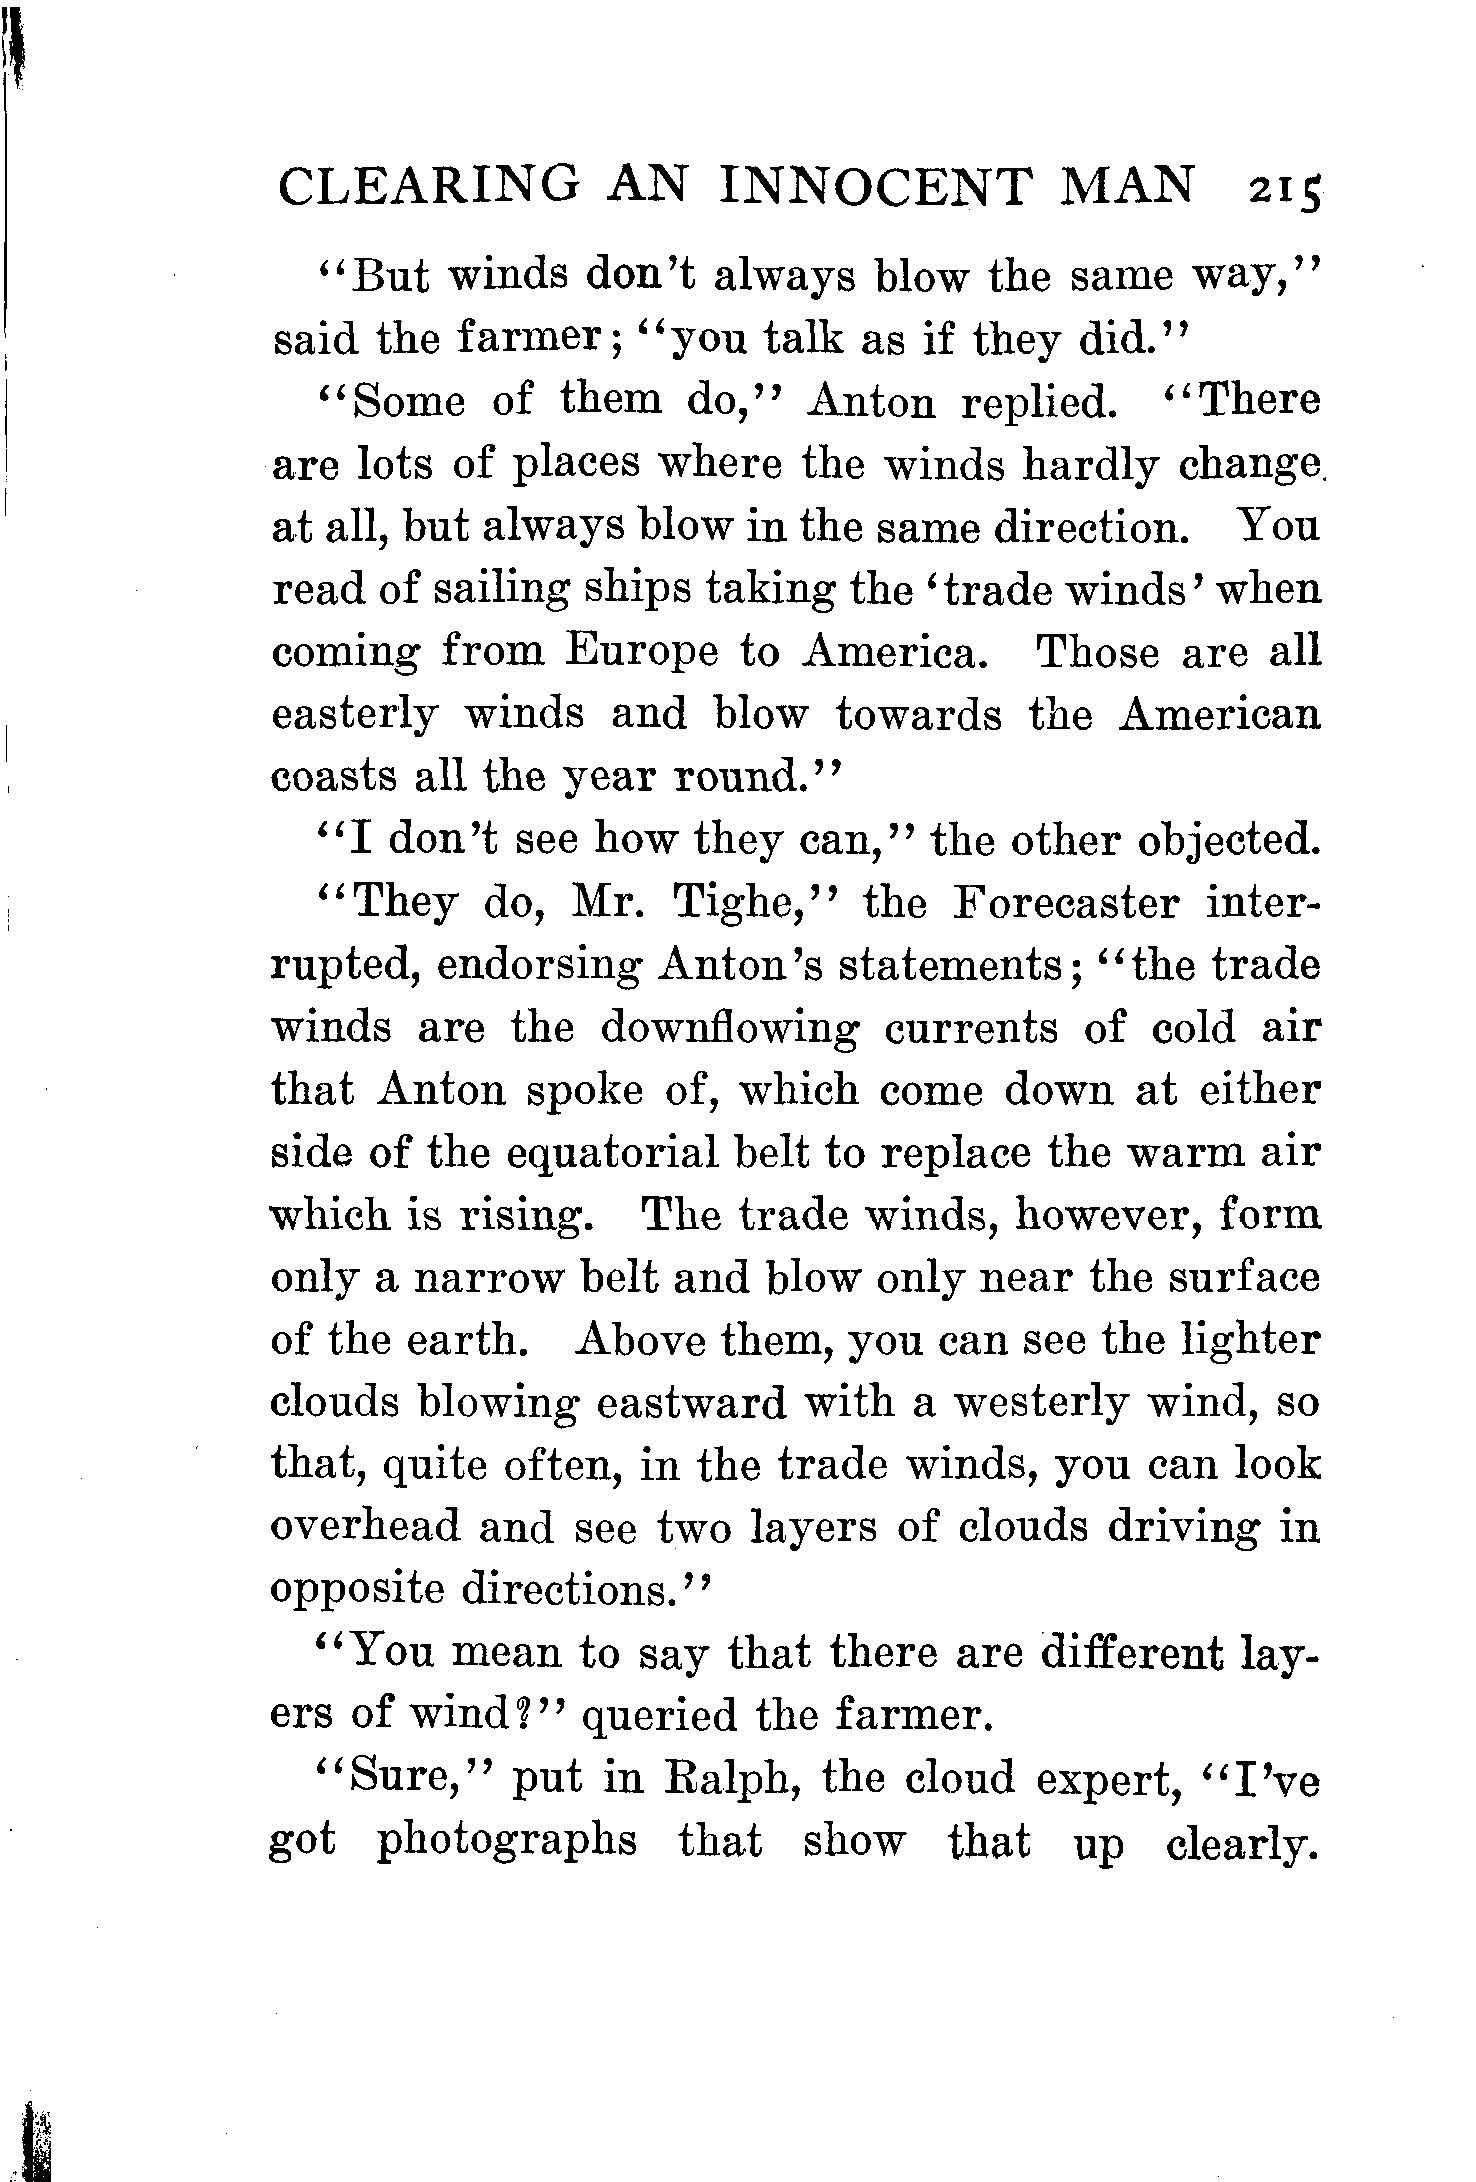 CLEARING AN INNOCENT MAN 215
"But winds don't always blow the same way,"
said the farmer; "you talk as if they did."
"Some of them do," Anton replied. "There
are lots of places where the winds hardly change
at all, but always blow in the same direction. You
read of sailing ships taking the 'trade winds' when
coming from Europe to America. Those are all
easterly winds and blow towards the American
coasts all the year round."
"I don't see how they can," the other objected.
"They do, Mr. Tighe," the Forecaster inter-
rupted, endorsing Anton's statements; "the trade
winds are the downflowing currents of cold air
that Anton spoke of, which come down at either
side of the equatorial belt to replace the warm air
which is rising. The trade winds, however, form
only a narrow belt and blow only near the surface
of the earth. Above them, you can see the lighter
clouds blowing eastward with a westerly wind, so
that, quite often, in the trade winds, you can look
overhead and see two layers of clouds driving in
opposite directions."
"You mean to say that there are different lay-
ers of wind?" queried the farmer.
"Sure," put in Ralph, the cloud expert, "I've
got photographs that show that up clearly.